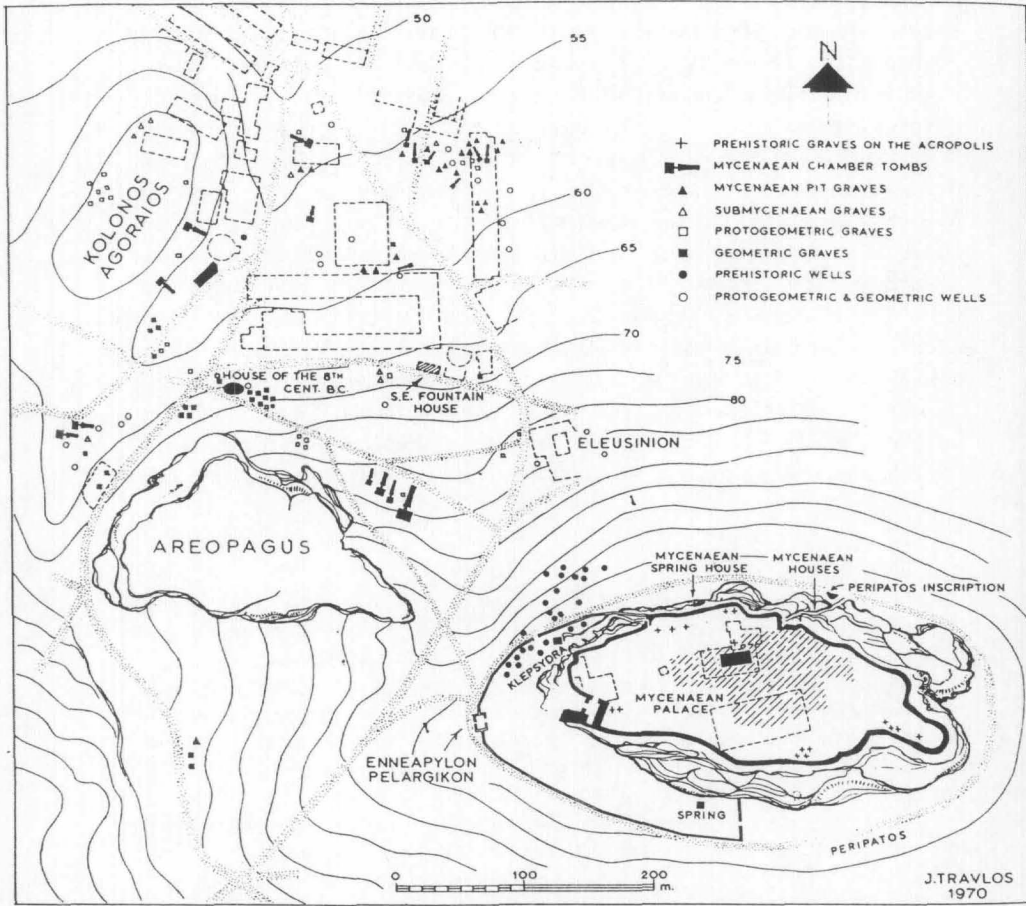 50
55
N
+ PREHISTORIC GRAVES ON THE ACROPOLIS
MYCENAEAN CHAMBER TOMBS
▲ MYCENAEAN PIT GRAVES
△ SUBMYCENAEAN GRAVES
□ PROTOGEOMETRIC GRAVES
■ GEOMETRIC GRAVES
● PREHISTORIC WELLS
○ PROTOGEOMETRIC & GEOMETRIC WELLS
KOLONOS
AGORAIOS
60
65
70
75
80
HOUSE OF THE 8TH
CENT. B.C.
S.E. FOUNTAIN
HOUSE
ELEUSINION
AREOPAGUS
MYCENAEAN
SPRING HOUSE
MYCENAEAN
HOUSES
PERIPATOS INSCRIPTION
KLEPSYDRA
MYCENAEAN
PALACE
ENNEAPYLON
PELARGIKON
SPRING
PERIPATOS
0 100 200
m.
J.TRAVLOS
1970